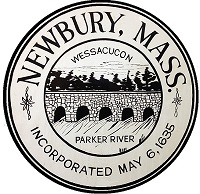 NEWBURY, MASS.
WESSACUCON
PARKER RIVER
INCORPORATED MAY 6, 1635